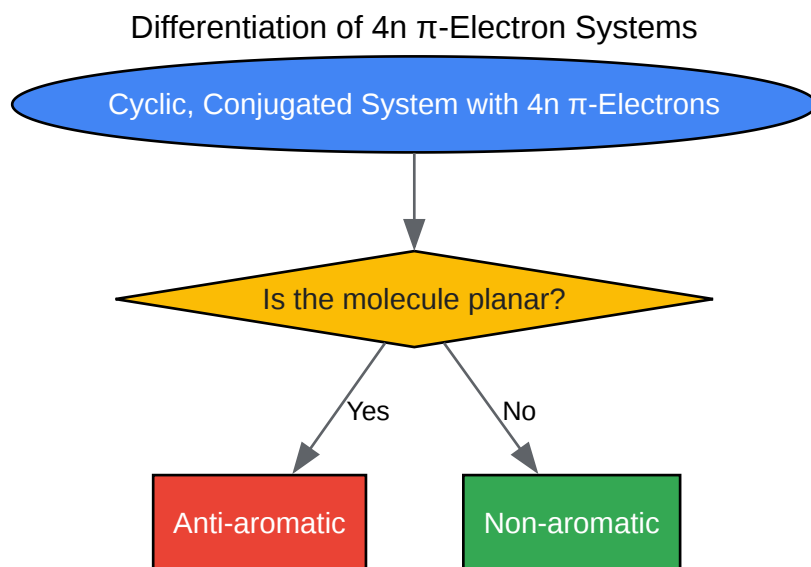 Differentiation of 4n π-Electron Systems
Cyclic, Conjugated System with 4n π-Electrons
Is the molecule planar?
Yes
No
Anti-aromatic
Non-aromatic